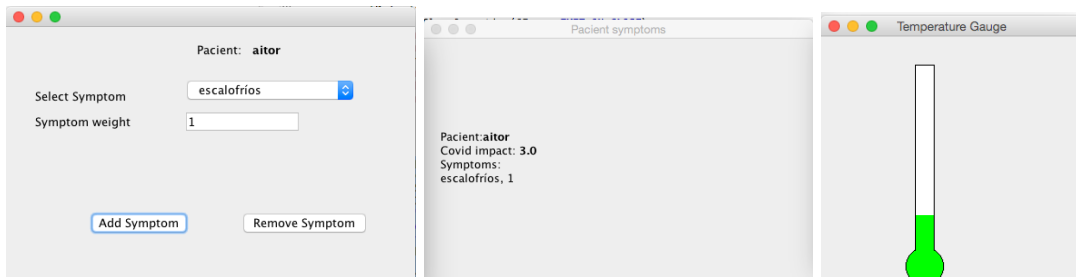 Pacient: aitor
Select Symptom
escalofríos
Symptom weight
1
Add Symptom
Remove Symptom
Pacient symptoms
Pacient:aitor
Covid impact: 3.0
Symptoms:
escalofríos, 1
Temperature Gauge